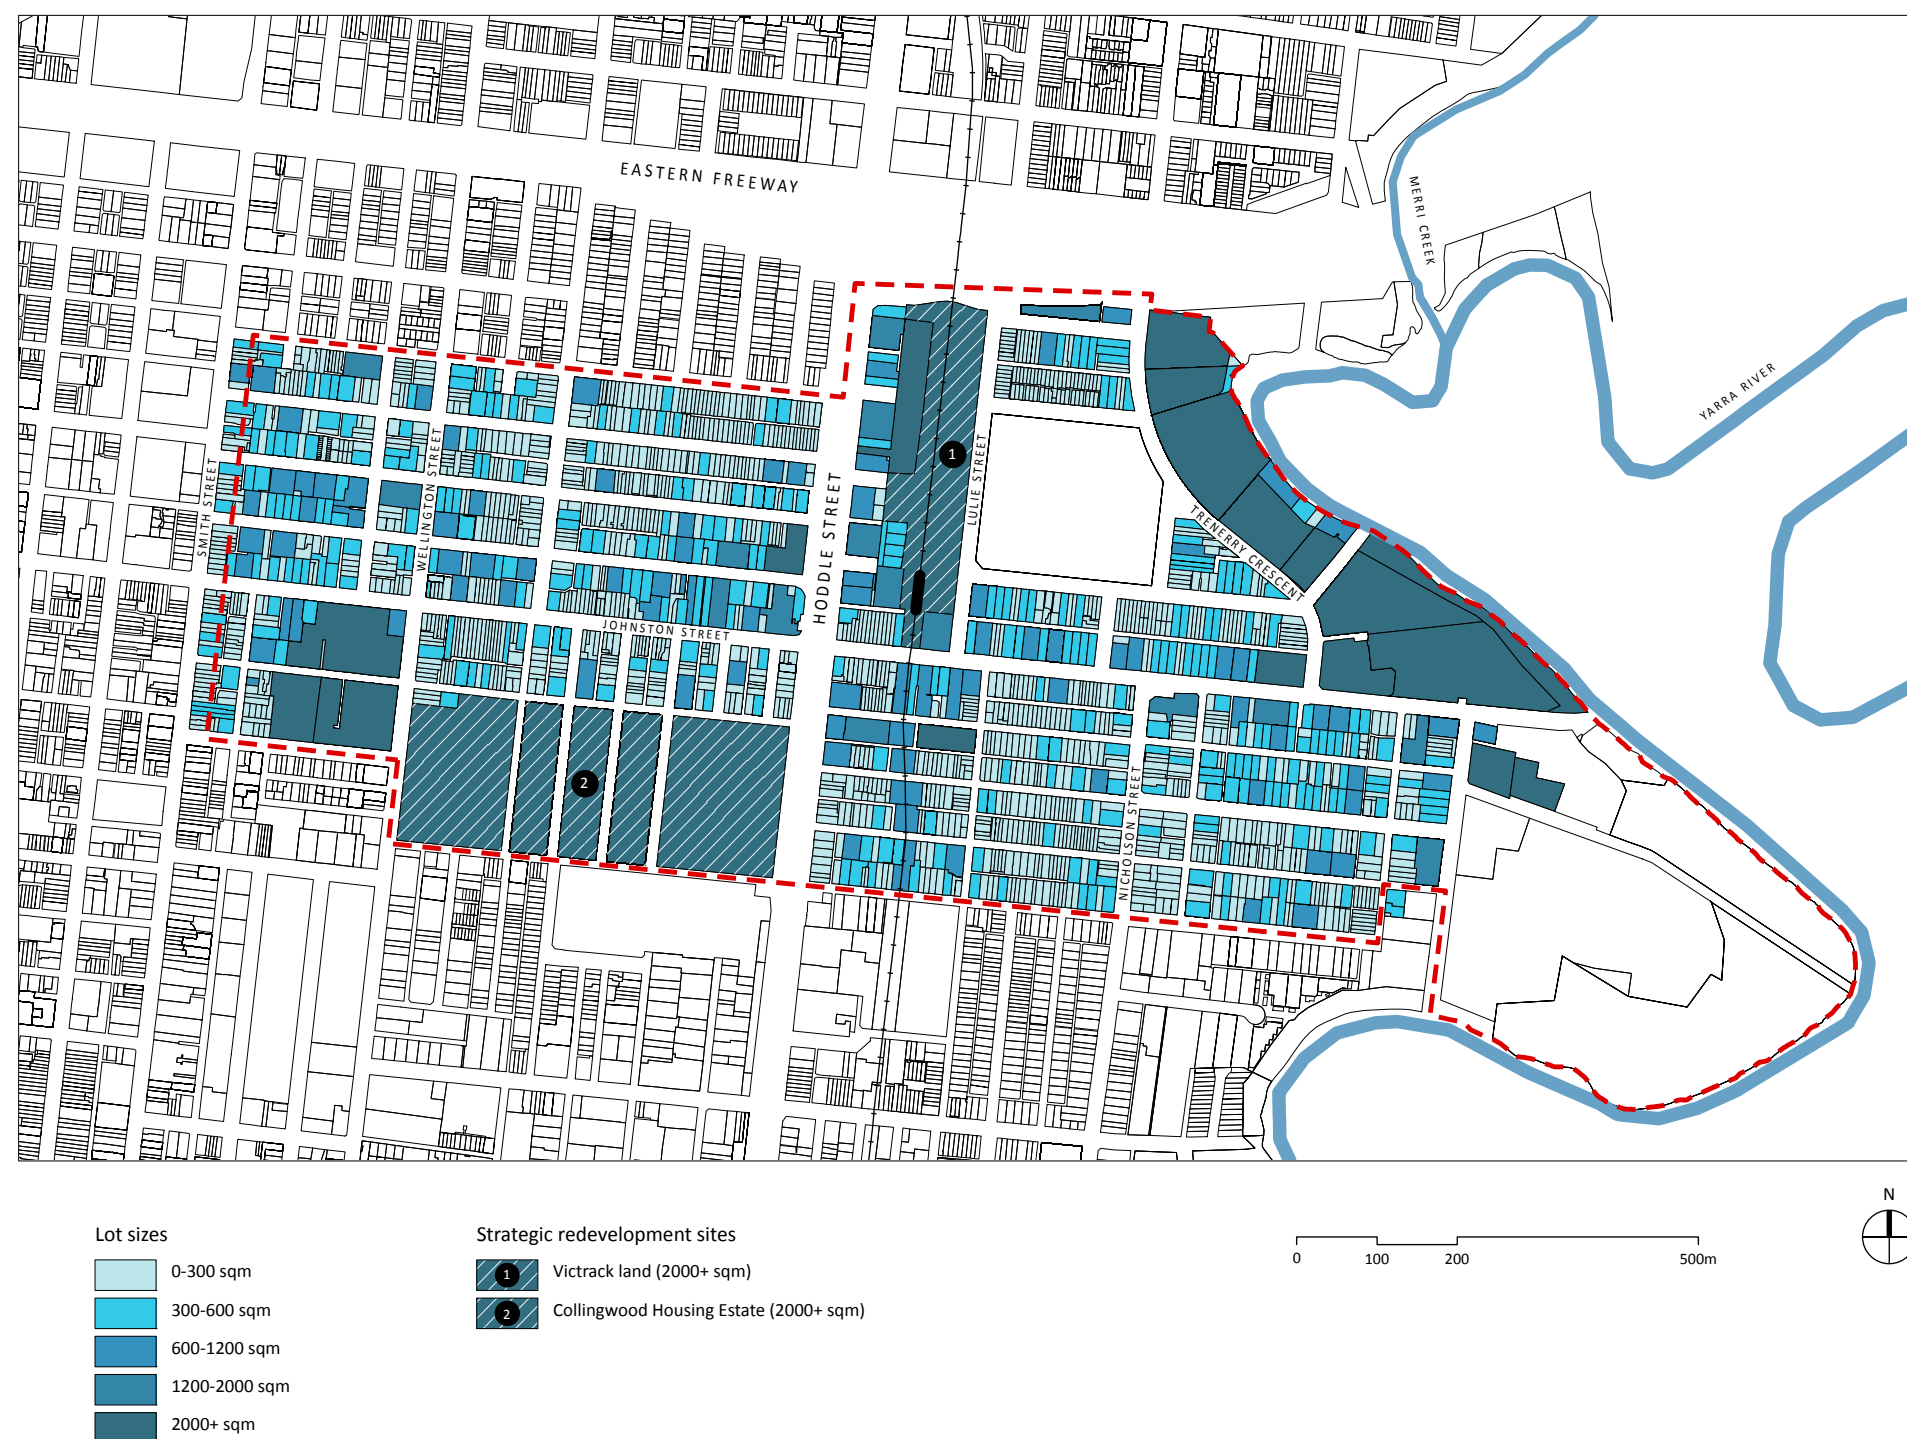 EASTERN FREEWAY
MERRI CREEK
YARRA RIVER
1
LULIE STREET
WELLINGTON STREET
SMITH STREET
HODDLE STREET
TRENERRY CRESCENT
JOHNSTON STREET
2
NICHOLSON STREET
N
Lot sizes
0-300 sqm
300-600 sqm
600-1200 sqm
1200-2000 sqm
2000+ sqm
Strategic redevelopment sites
1 Victrack land (2000+ sqm)
2 Collingwood Housing Estate (2000+ sqm)
0 100 200 500m